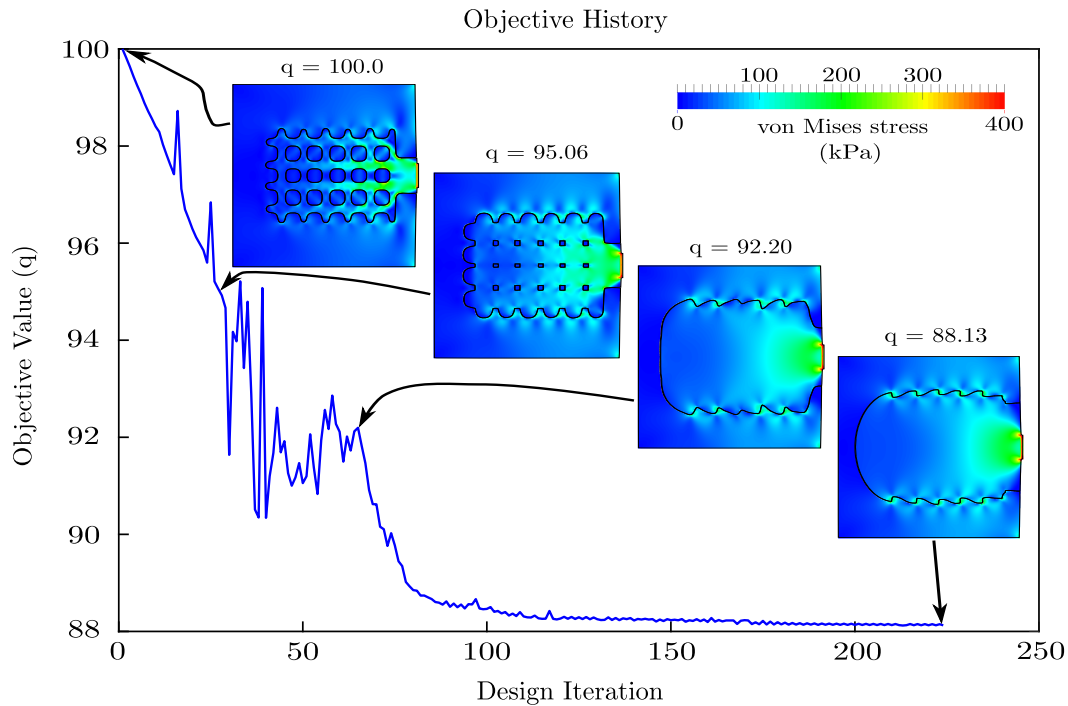 Objective History
100
98
96
94
92
90
88
0
50
100
150
200
250
Objective Value (q)
Design Iteration
q = 100.0
q = 95.06
q = 92.20
q = 88.13
100 200 300
0 von Mises stress 400
(kPa)